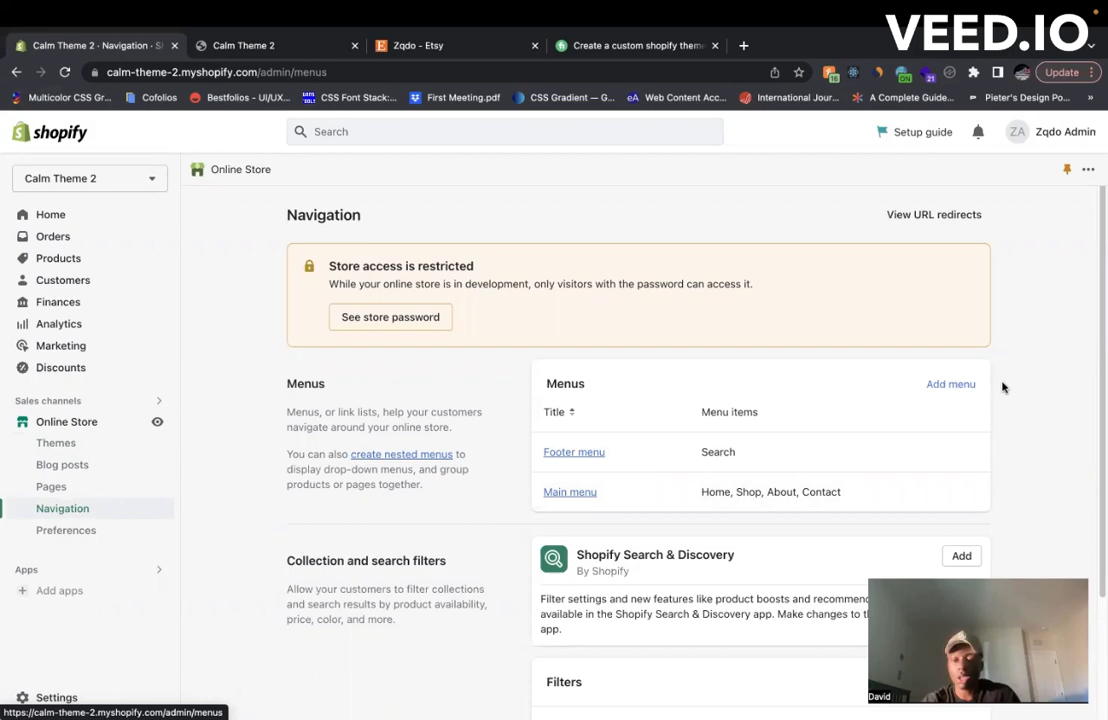 VEED.IO
Calm Theme 2 · Navigation · S
Calm Theme 2
Zqdo - Etsy
Create a custom shopify them
calm-theme-2.myshopify.com/admin/menus
16
ON
21
Update
Multicolor CSS Gr...
Cofolios
Bestfolios - UI/UX...
CSS Font Stack:...
First Meeting.pdf
CSS Gradient — G...
eA Web Content Acc...
International Jour...
A Complete Guide...
Pieter's Design Po...
shopify
Search
Setup guide
ZA
Zqdo Admin
Calm Theme 2
Online Store
Home
Orders
Products
Customers
Finances
Analytics
Marketing
Discounts
Sales channels
Online Store
Themes
Blog posts
Pages
Navigation
Preferences
Apps
Add apps
Settings
https://calm-theme-2.myshopify.com/admin/menus
Navigation
View URL redirects
Store access is restricted
While your online store is in development, only visitors with the password can access it.
See store password
Menus
Menus, or link lists, help your customers
navigate around your online store.
You can also create nested menus to
display drop-down menus, and group
products or pages together.
Menus
Add menu
Title
Menu items
Footer menu
Search
Main menu
Home, Shop, About, Contact
Collection and search filters
Allow your customers to filter collections
and search results by product availability,
price, color, and more.
Shopify Search & Discovery
By Shopify
Add
Filter settings and new features like product boosts and recommen
available in the Shopify Search & Discovery app. Make changes to th
app.
Filters
David